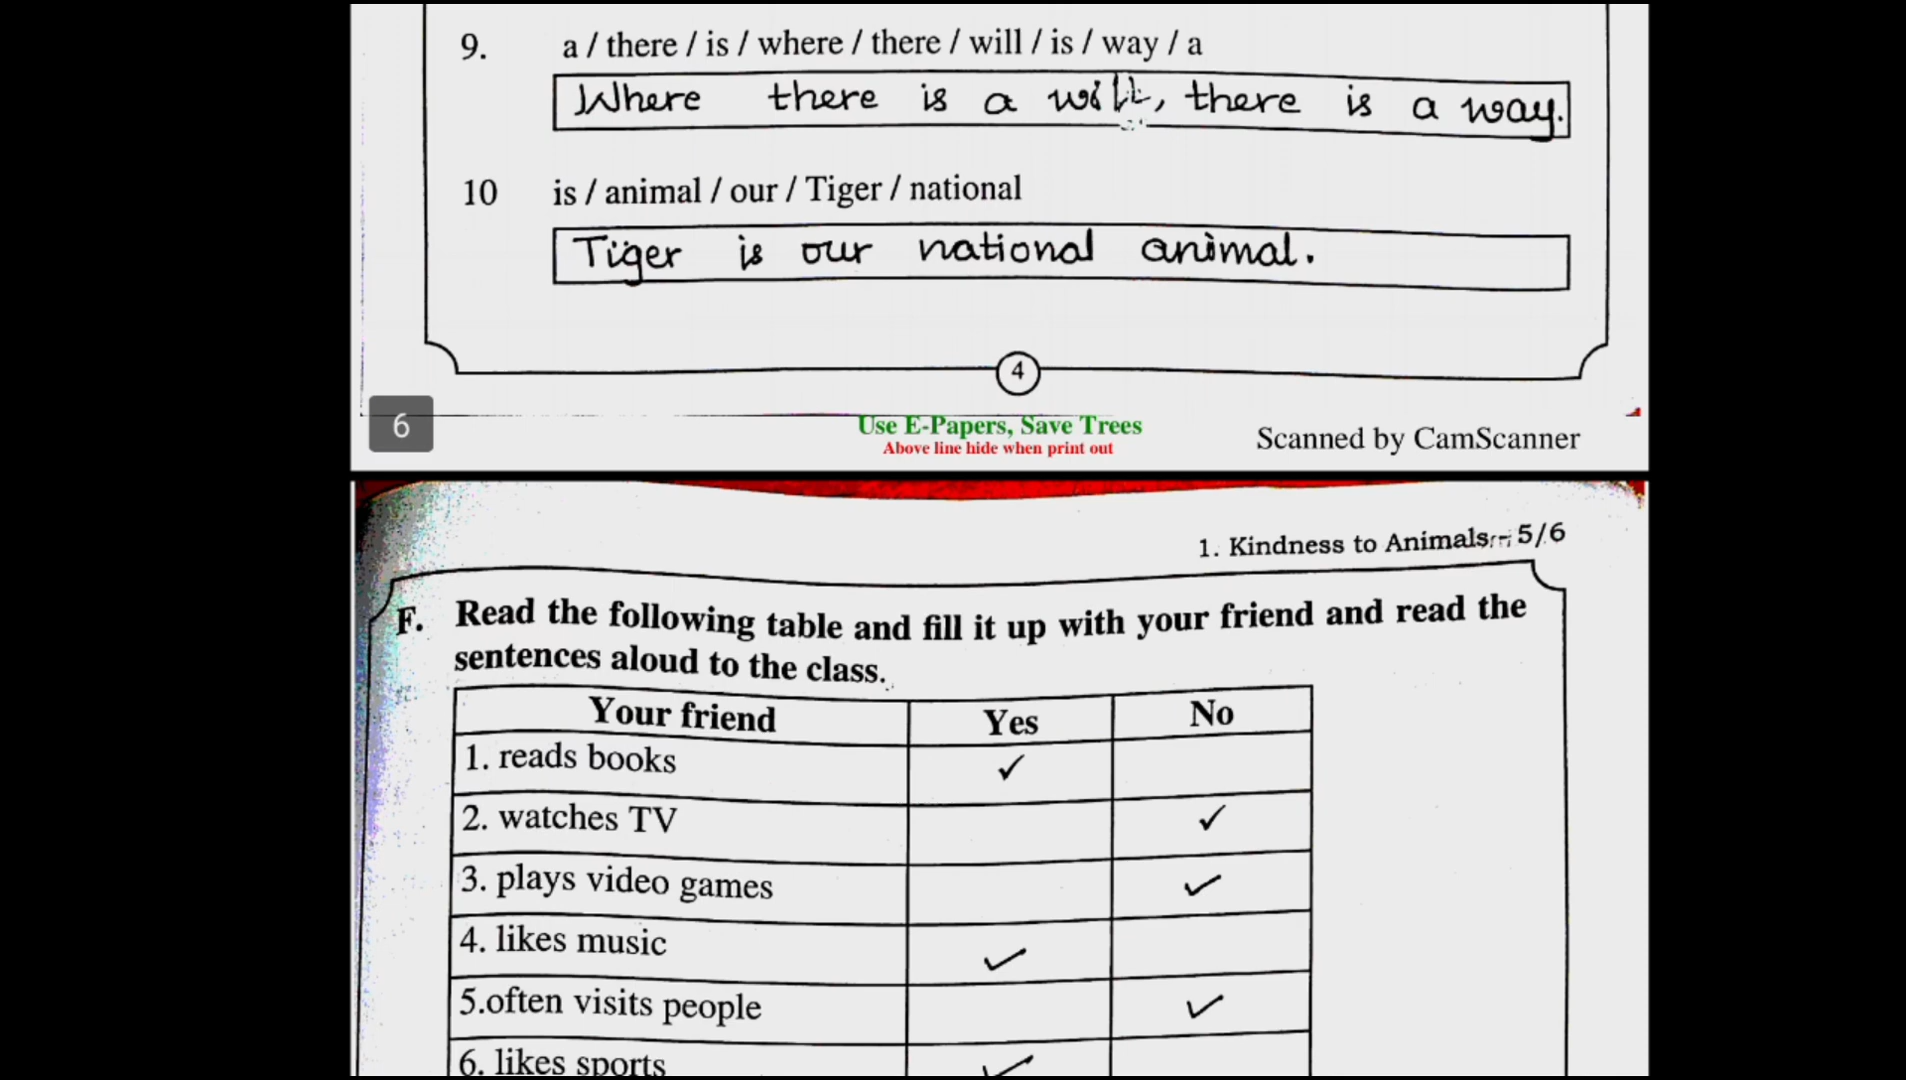 9. a / there / is / where / there / will / is / way / a
Where there is a will, there is a way.
10 is / animal / our / Tiger / national
Tiger is our national animal.
4
6
Use E-Papers, Save Trees
Above line hide when print out
Scanned by CamScanner
1. Kindness to Animals -- 5/6
F. Read the following table and fill it up with your friend and read the
sentences aloud to the class.
Your friend Yes No
1. reads books ✓
2. watches TV ✓
3. plays video games ✓
4. likes music ✓
5.often visits people ✓
6. likes sports ✓